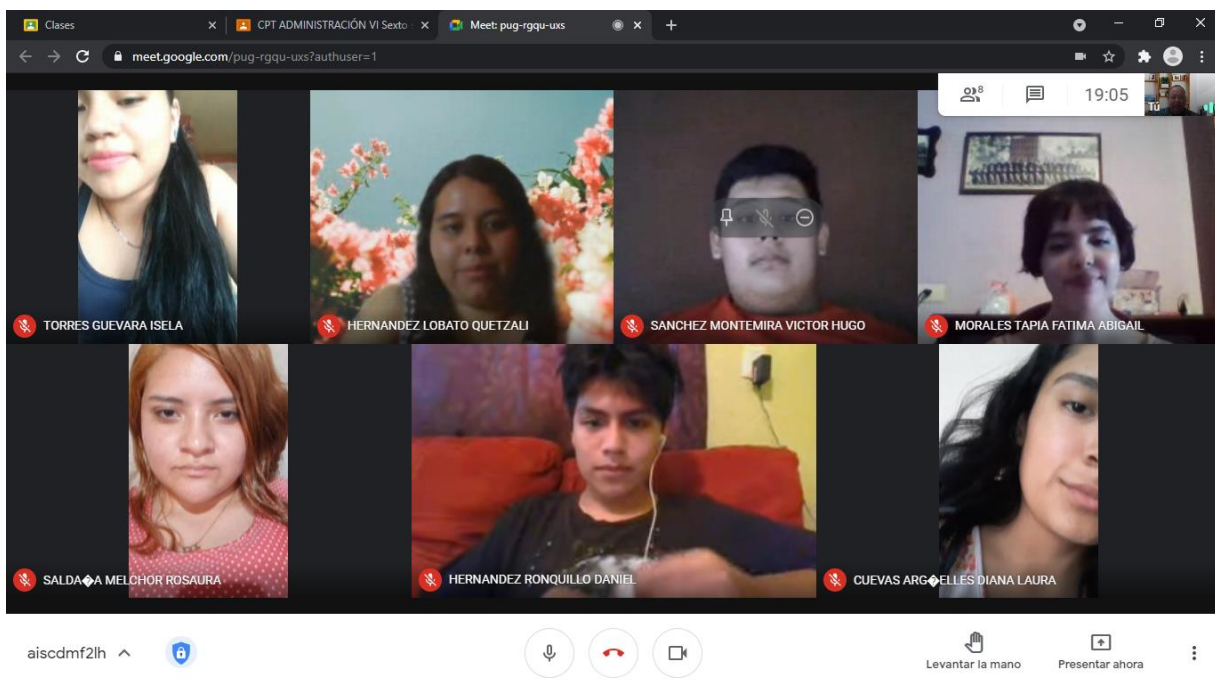 Clases
CPT ADMINISTRACIÓN VI Sexto
Meet: pug-rgqu-uxs
meet.google.com/pug-rgqu-uxs?authuser=1
8
19:05
Tú
TORRES GUEVARA ISELA
HERNANDEZ LOBATO QUETZALI
SANCHEZ MONTEMIRA VICTOR HUGO
MORALES TAPIA FATIMA ABIGAIL
SALDA�A MELCHOR ROSAURA
HERNANDEZ RONQUILLO DANIEL
CUEVAS ARG�ELLES DIANA LAURA
aiscdmf2lh
Levantar la mano
Presentar ahora